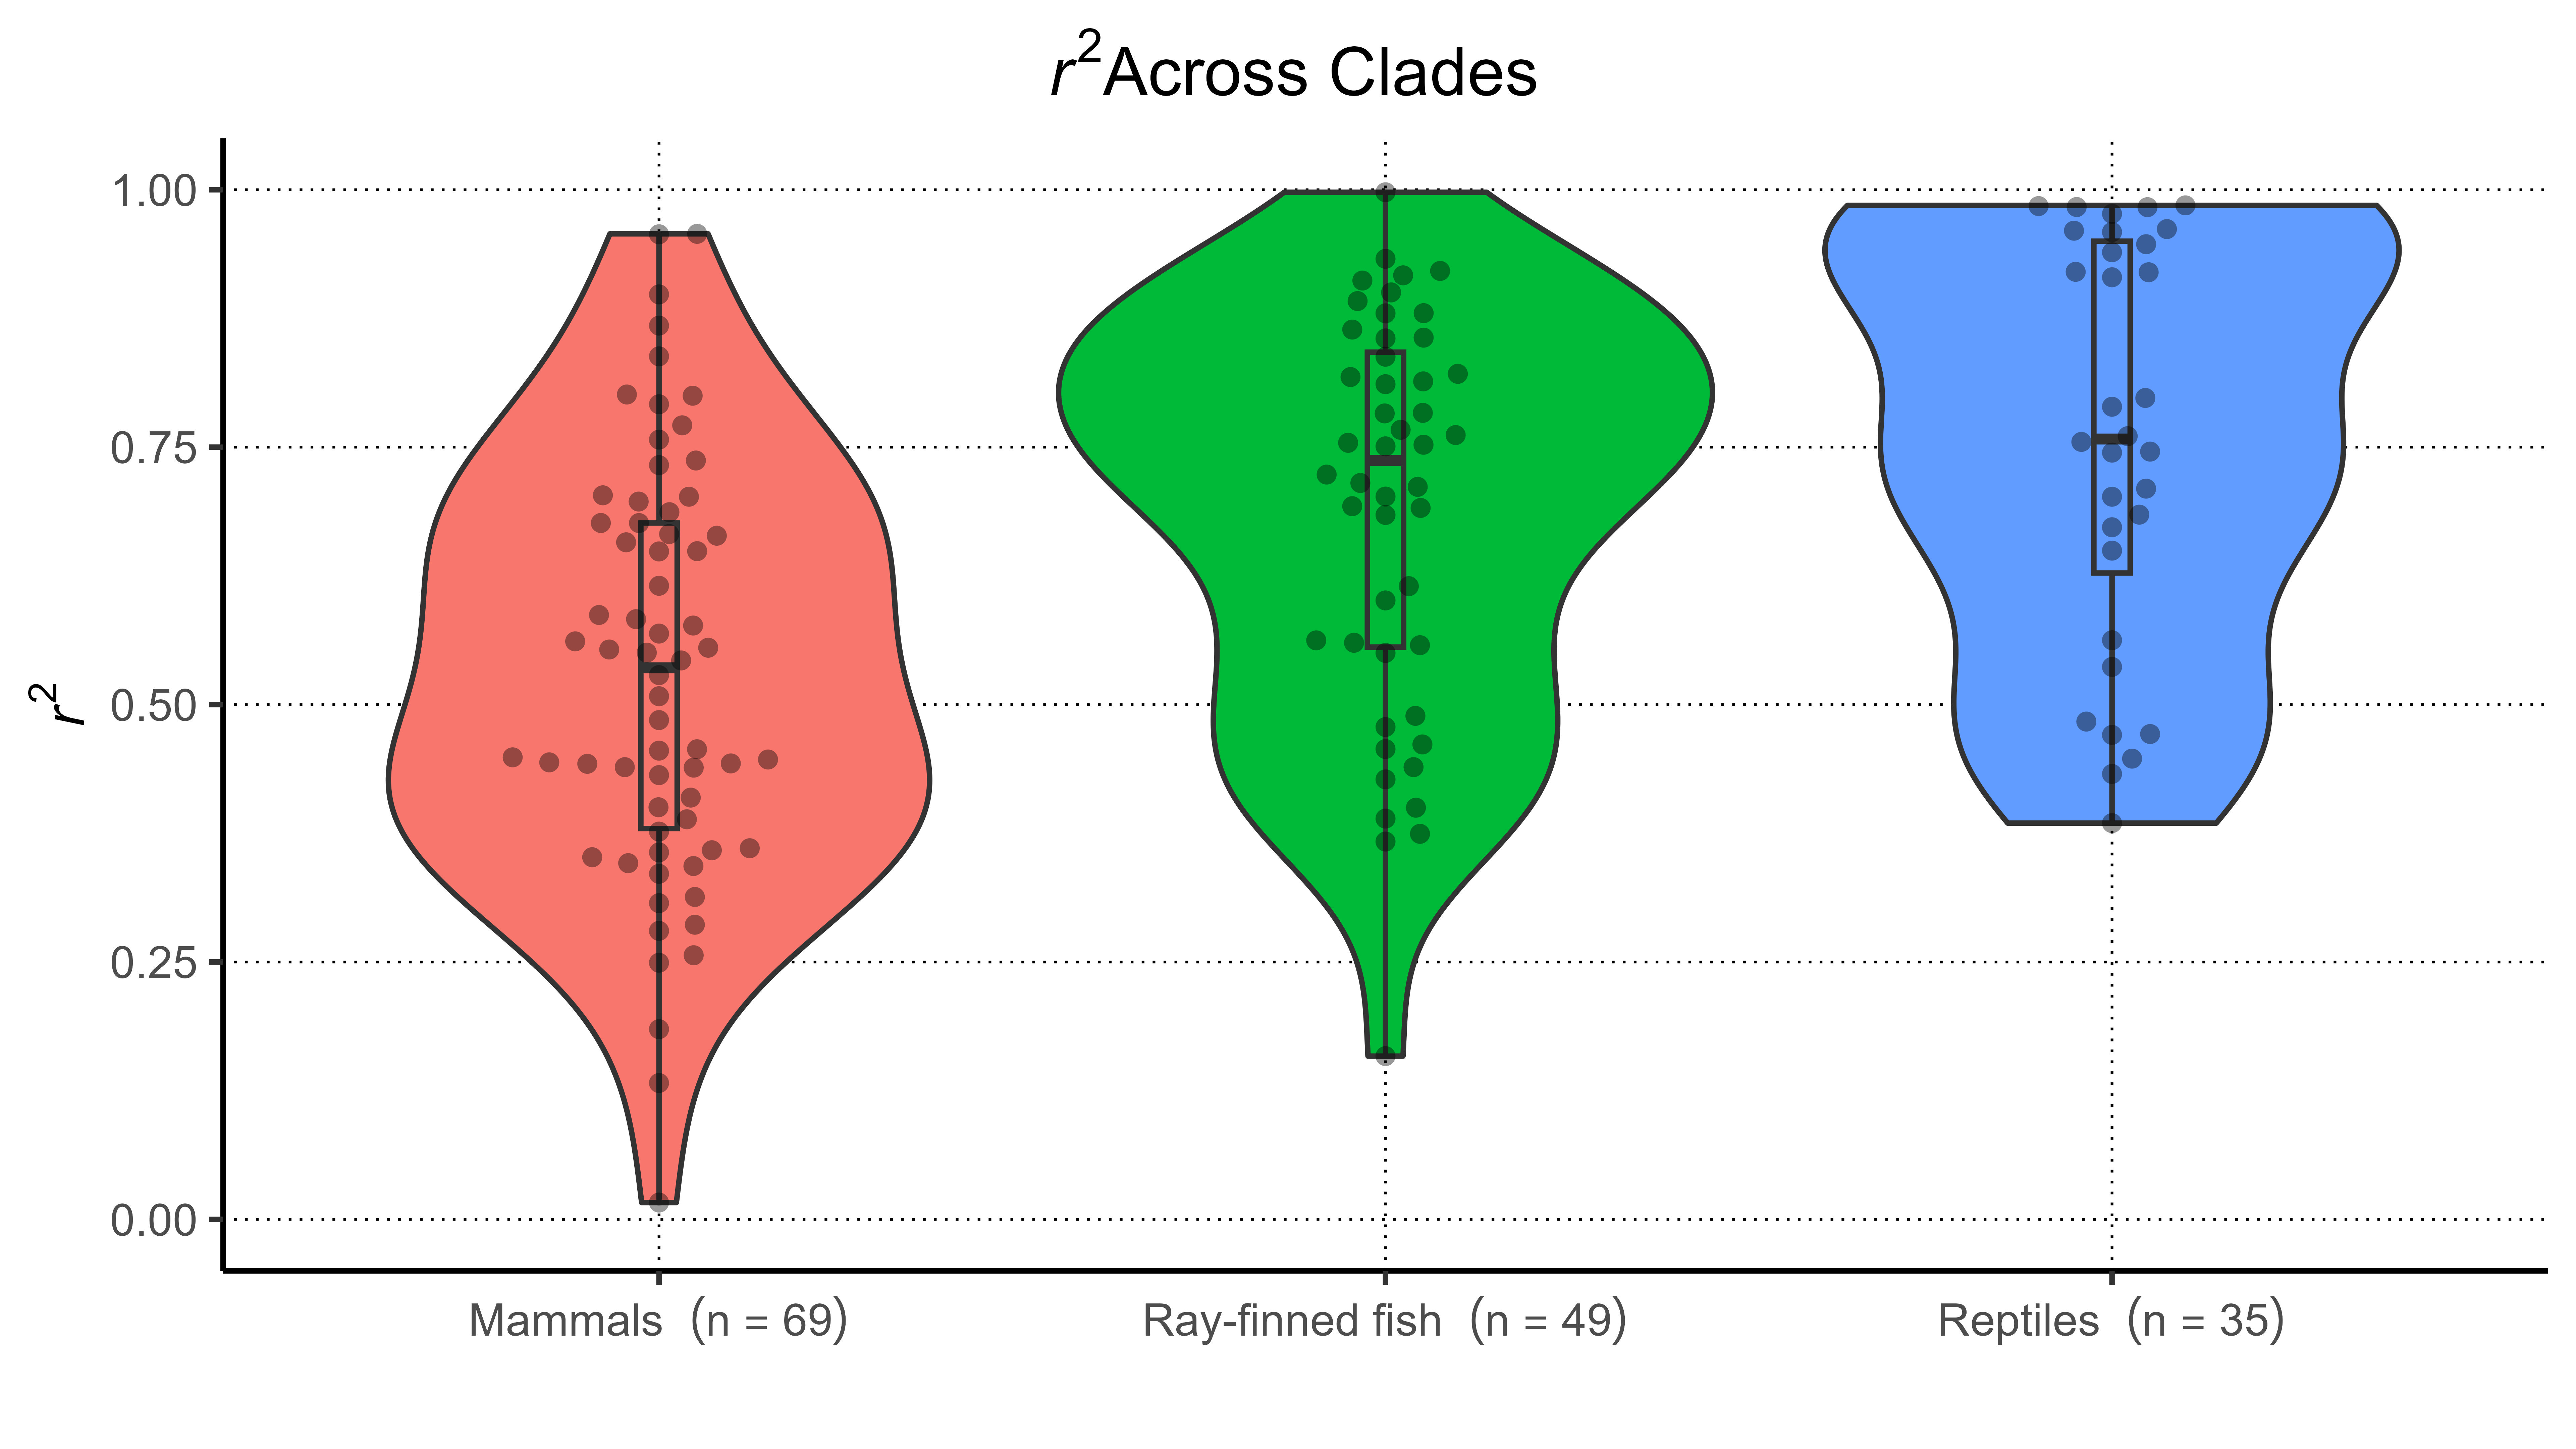 r²Across Clades
r²
1.00
0.75
0.50
0.25
0.00
Mammals (n = 69)
Ray-finned fish (n = 49)
Reptiles (n = 35)